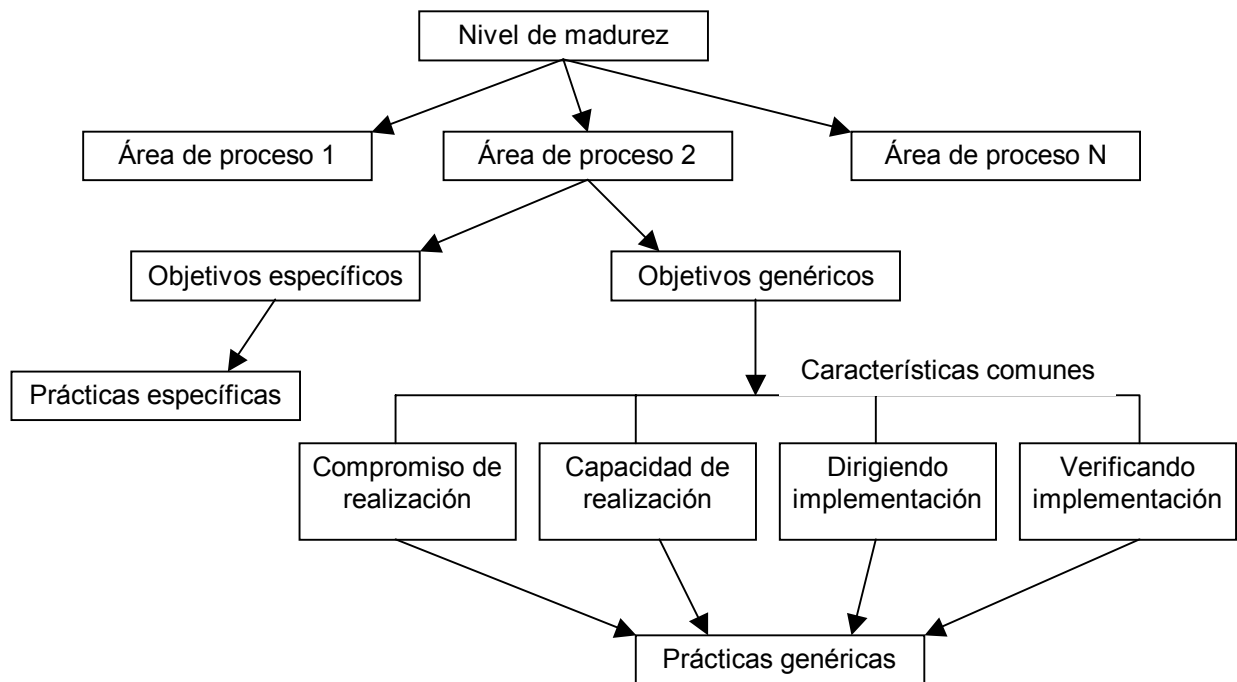 Nivel de madurez
Área de proceso 1
Área de proceso 2
Área de proceso N
Objetivos específicos
Objetivos genéricos
Prácticas específicas
Características comunes
Compromiso de
realización
Capacidad de
realización
Dirigiendo
implementación
Verificando
implementación
Prácticas genéricas